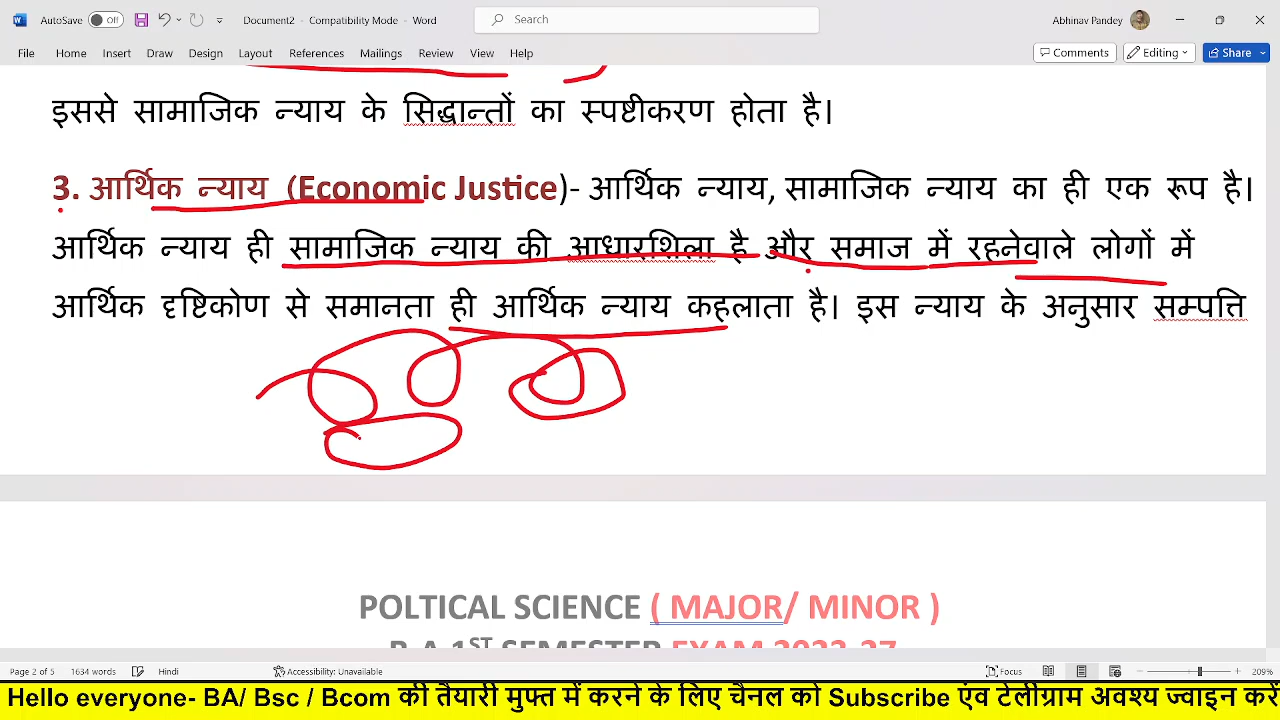 AutoSave Off Document2 - Compatibility Mode - Word Search Abhinav Pandey
File Home Insert Draw Design Layout References Mailings Review View Help Comments Editing Share
इससे सामाजिक न्याय के सिद्धान्तों का स्पष्टीकरण होता है।
3. आर्थिक न्याय (Economic Justice)- आर्थिक न्याय, सामाजिक न्याय का ही एक रूप है।
आर्थिक न्याय ही सामाजिक न्याय की आधारशिला है और समाज में रहनेवाले लोगों में
आर्थिक दृष्टिकोण से समानता ही आर्थिक न्याय कहलाता है। इस न्याय के अनुसार सम्पत्ति
POLTICAL SCIENCE ( MAJOR/ MINOR )
1ST SEMESTER EXAM
Page 2 of 5 1634 words Hindi Accessibility: Unavailable Focus 209%
Hello everyone- BA/ Bsc / Bcom की तैयारी मुफ्त में करने के लिए चैनल को Subscribe एंव टेलीग्राम अवश्य ज्वाइन करें